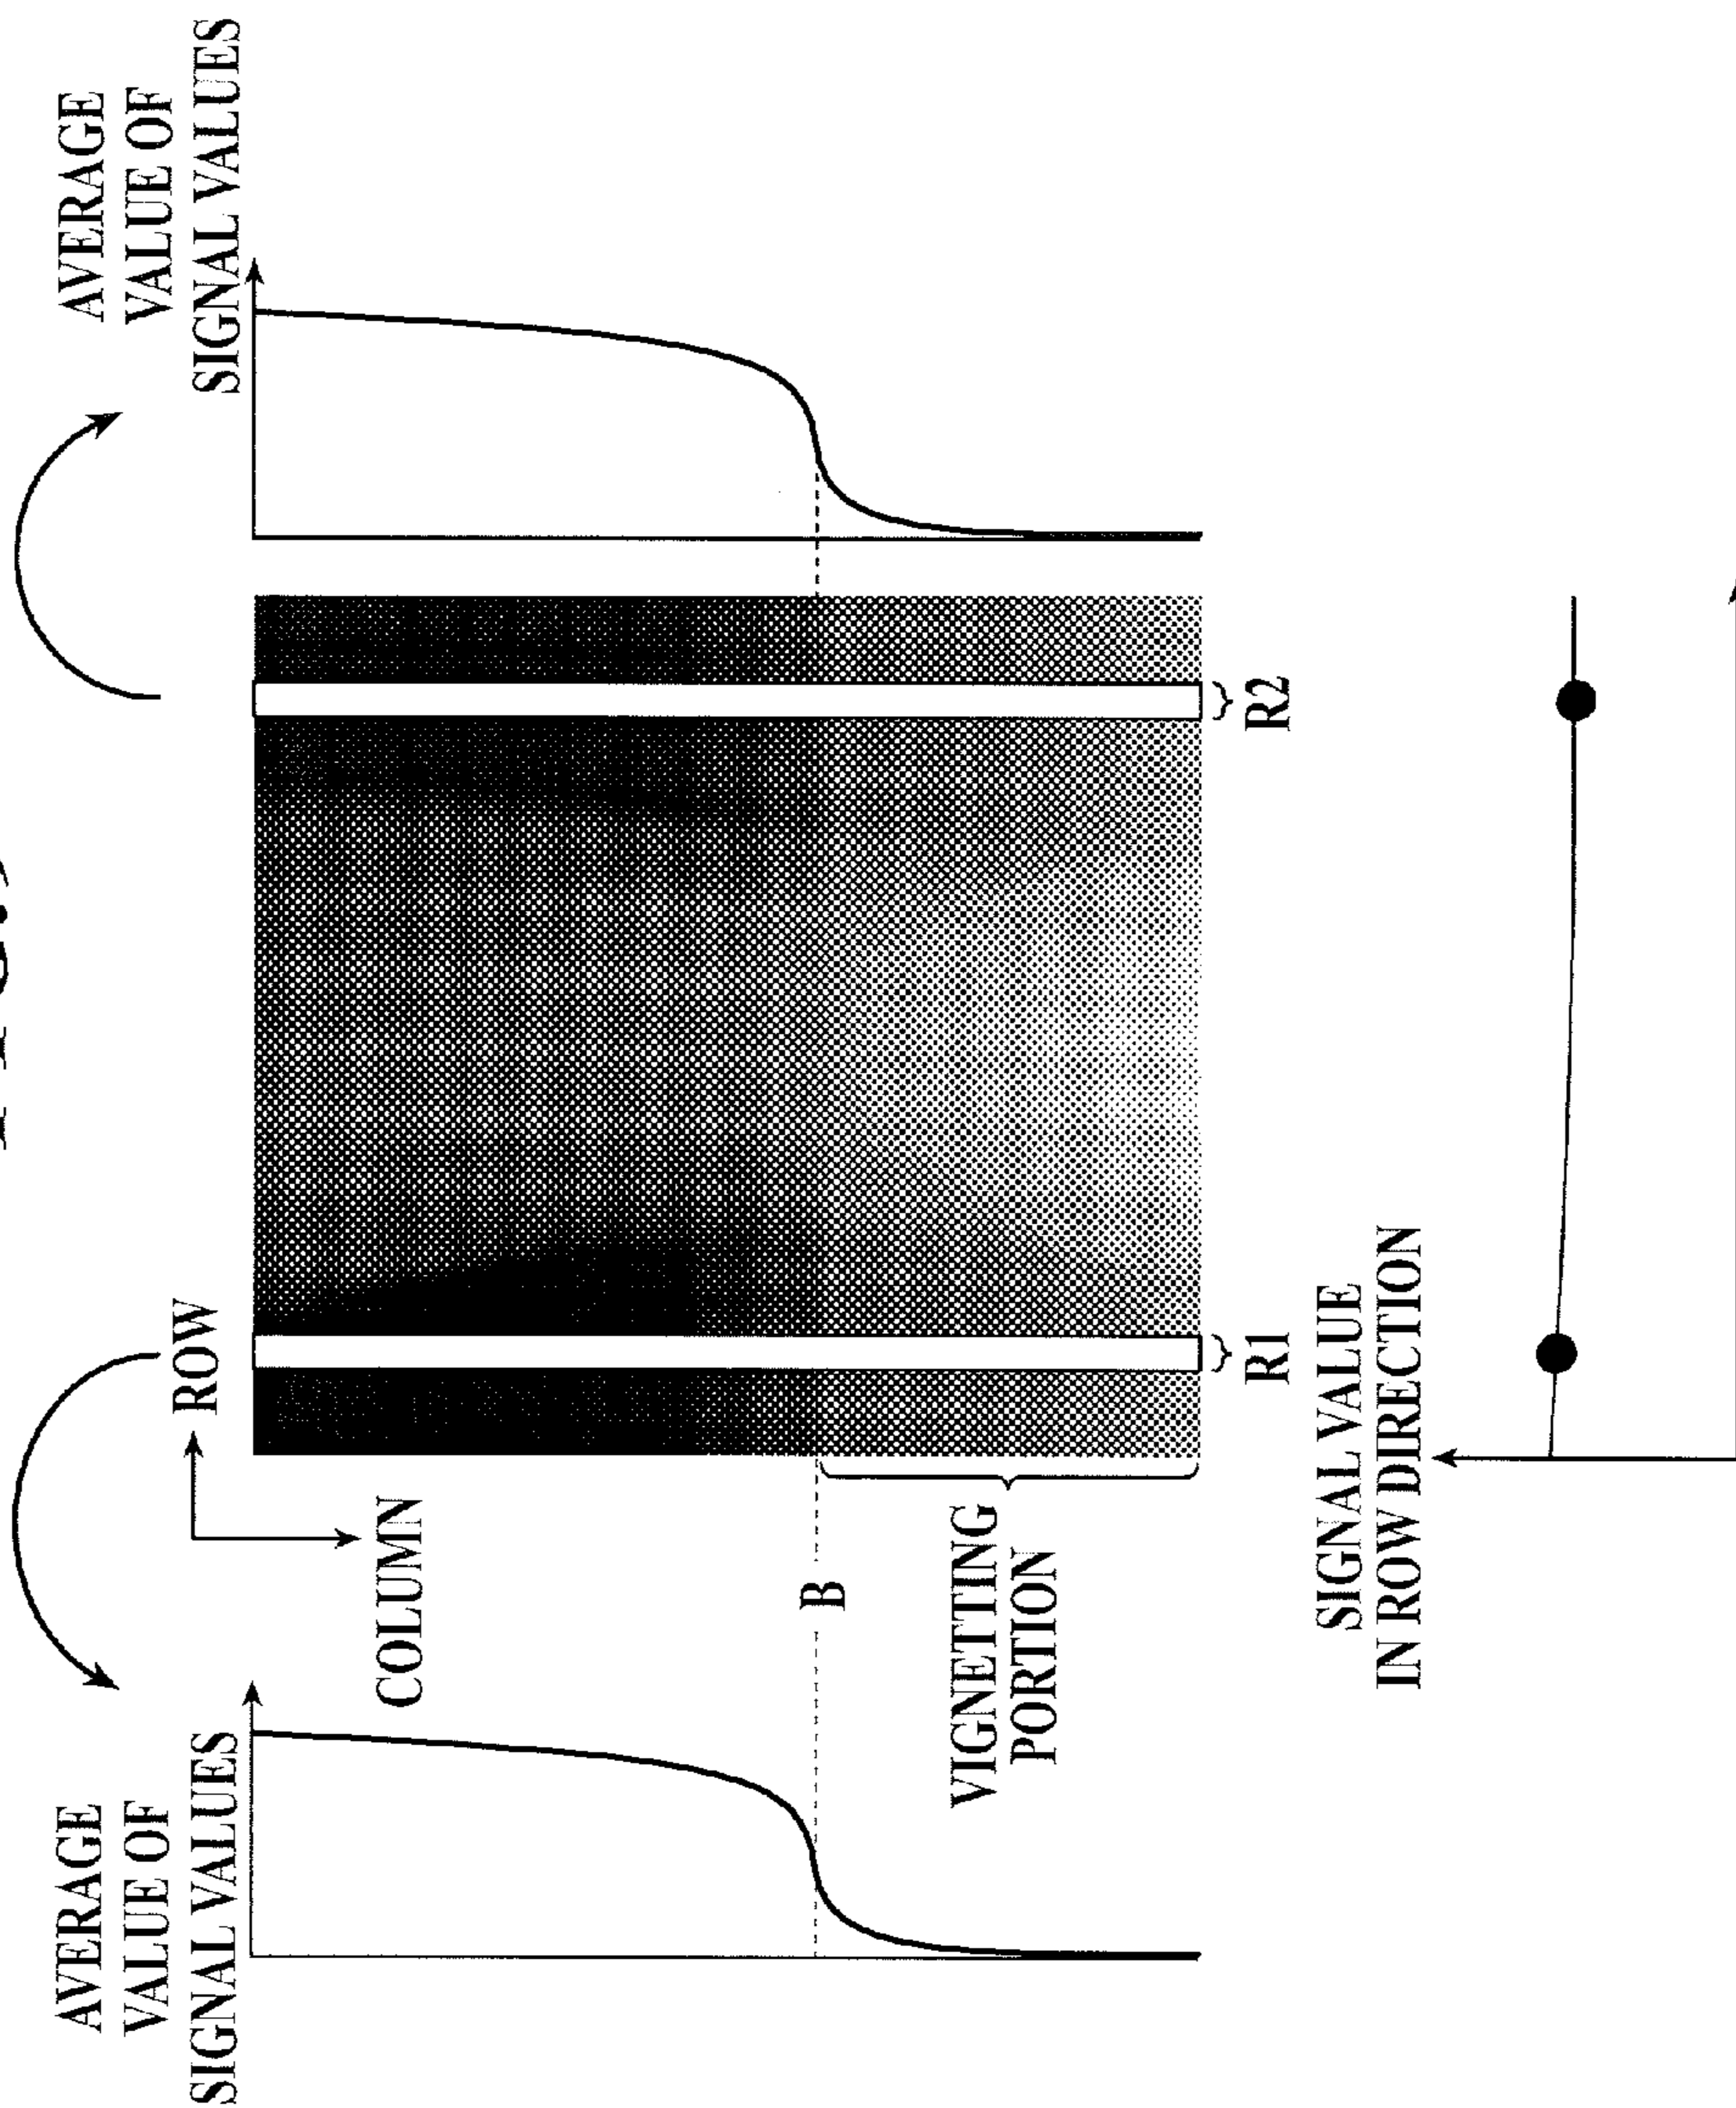 AVERAGE
VALUE OF
SIGNAL VALUES
ROW
AVERAGE
VALUE OF
SIGNAL VALUES
COLUMN
B
VIGNETTING
PORTION
R1
R2
SIGNAL VALUE
IN ROW DIRECTION